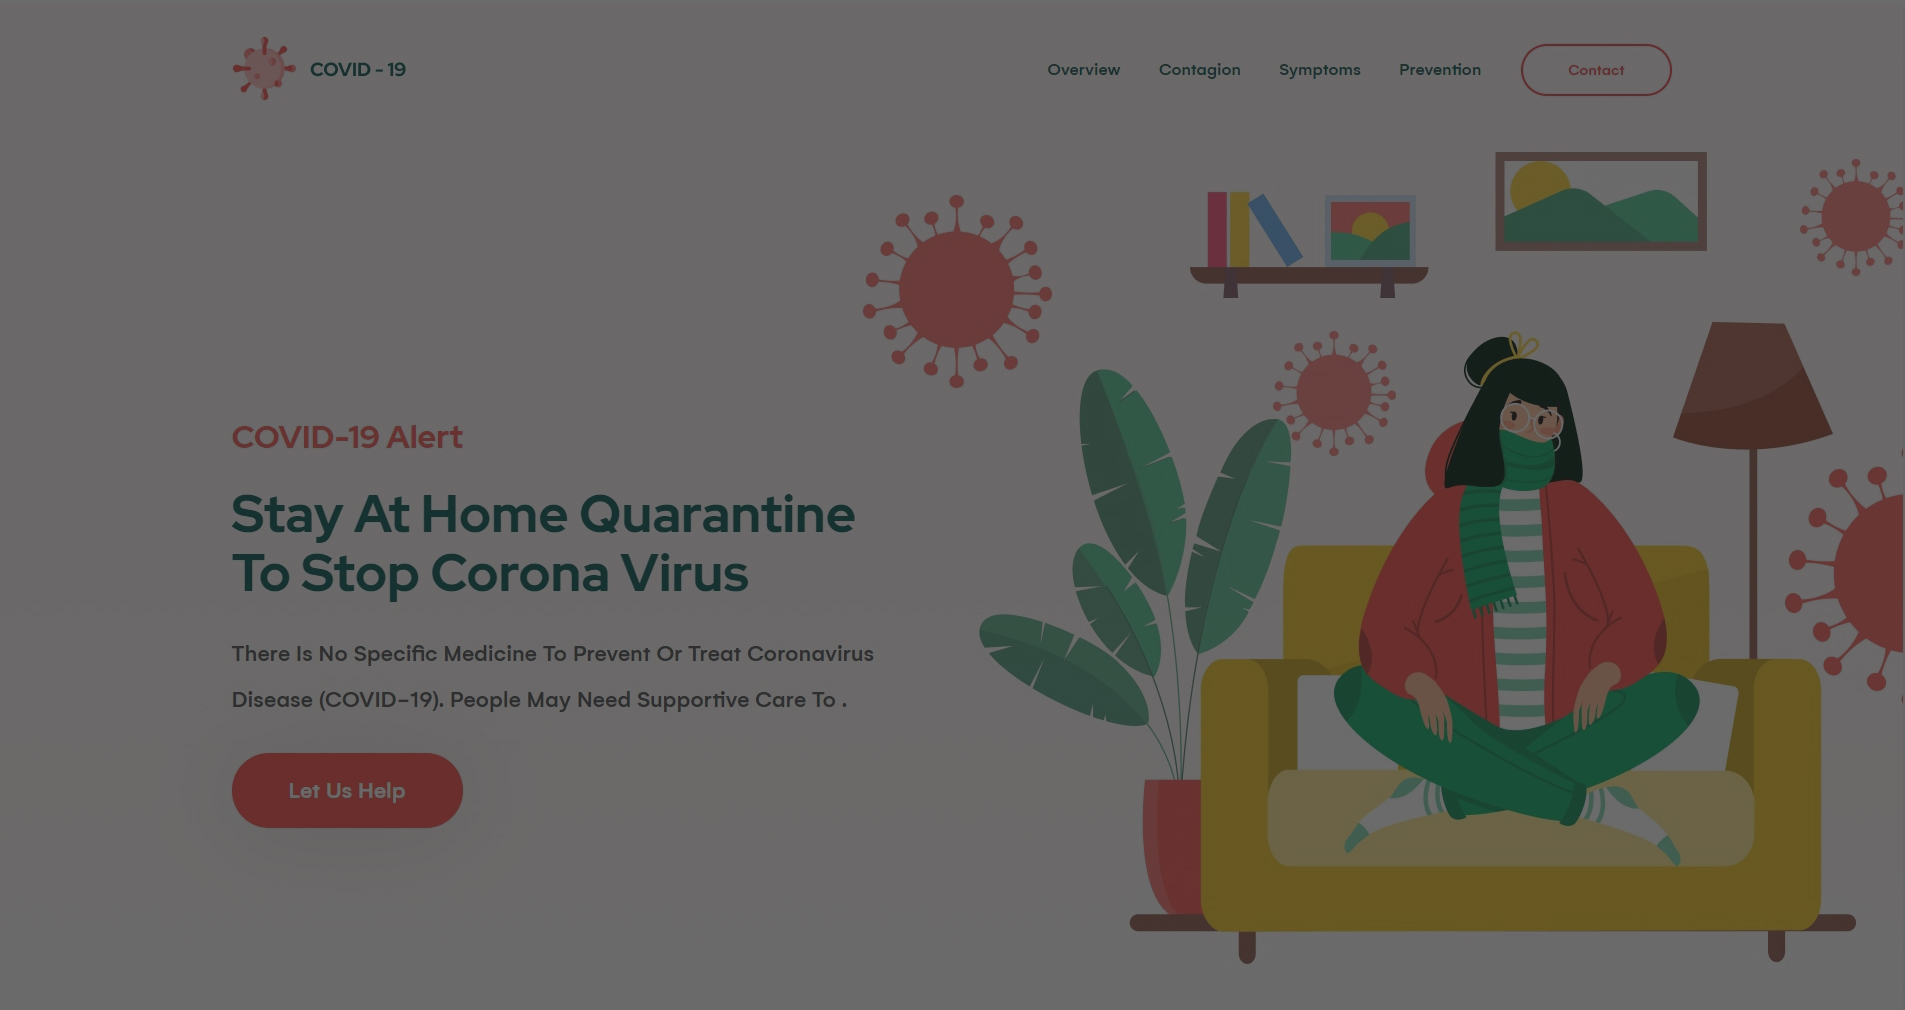 COVID - 19
Overview
Contagion
Symptoms
Prevention
Contact
COVID-19 Alert
Stay At Home Quarantine
To Stop Corona Virus
There Is No Specific Medicine To Prevent Or Treat Coronavirus
Disease (COVID-19). People May Need Supportive Care To .
Let Us Help